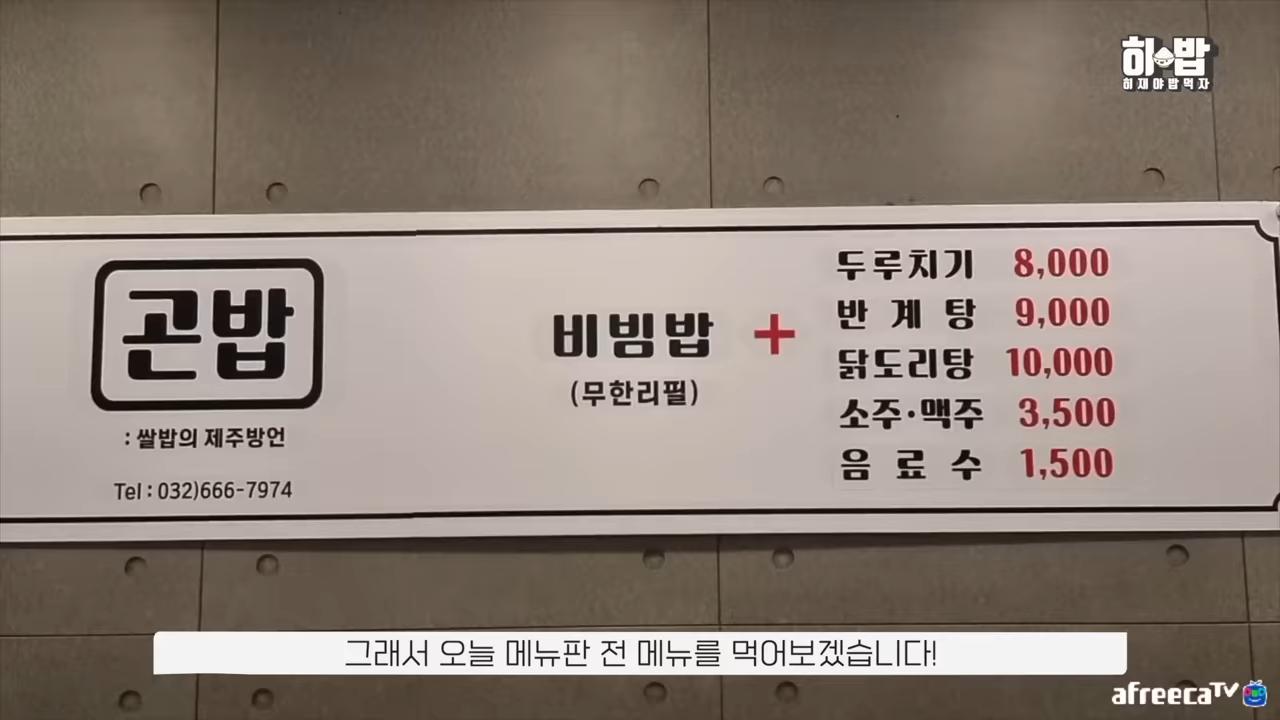 히밥
히재야밥먹자
곤밥
: 쌀밥의 제주방언
Tel : 032)666-7974
비빔밥 +
(무한리필)
두루치기 8,000
반 계 탕 9,000
닭도리탕 10,000
소주·맥주 3,500
음 료 수 1,500
그래서 오늘 메뉴판 전 메뉴를 먹어보겠습니다!
afreecaTV